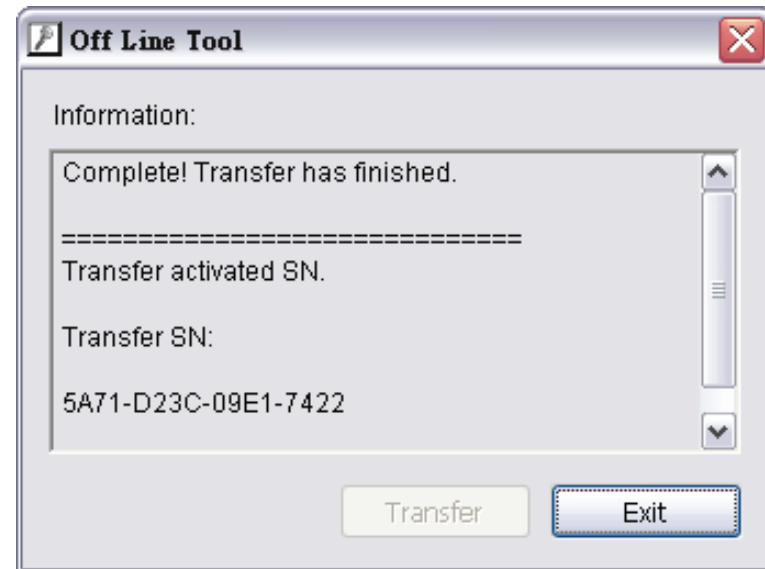 Off Line Tool
Information:
Complete! Transfer has finished.
==============================
Transfer activated SN.
Transfer SN:
5A71-D23C-09E1-7422
Transfer
Exit